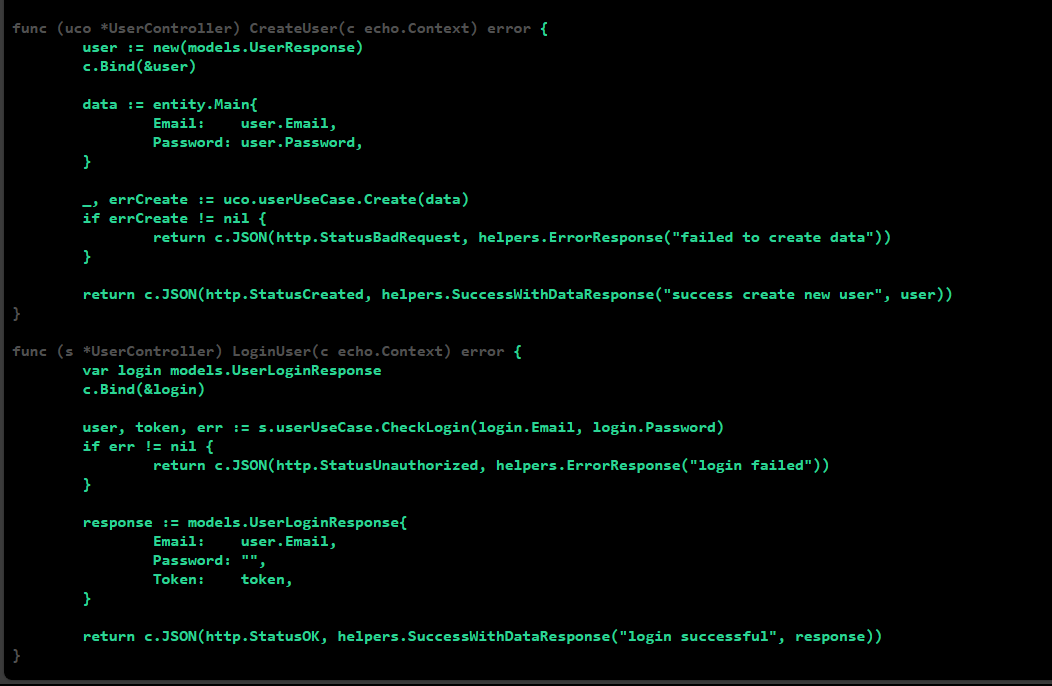 func (uco *UserController) CreateUser(c echo.Context) error {
        user := new(models.UserResponse)
        c.Bind(&user)

        data := entity.Main{
                Email:    user.Email,
                Password: user.Password,
        }

        _, errCreate := uco.userUseCase.Create(data)
        if errCreate != nil {
                return c.JSON(http.StatusBadRequest, helpers.ErrorResponse("failed to create data"))
        }

        return c.JSON(http.StatusCreated, helpers.SuccessWithDataResponse("success create new user", user))
}

func (s *UserController) LoginUser(c echo.Context) error {
        var login models.UserLoginResponse
        c.Bind(&login)

        user, token, err := s.userUseCase.CheckLogin(login.Email, login.Password)
        if err != nil {
                return c.JSON(http.StatusUnauthorized, helpers.ErrorResponse("login failed"))
        }

        response := models.UserLoginResponse{
                Email:    user.Email,
                Password: "",
                Token:    token,
        }

        return c.JSON(http.StatusOK, helpers.SuccessWithDataResponse("login successful", response))
}